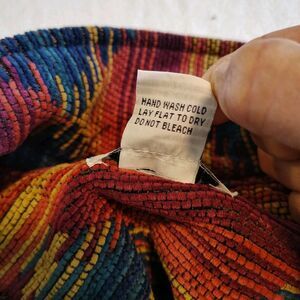 HAND WASH COLD
LAY FLAT TO DRY
DO NOT BLEACH